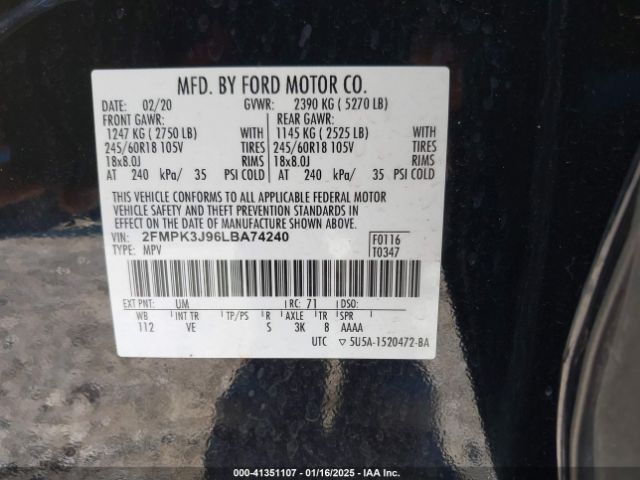 MFD. BY FORD MOTOR CO.
DATE: 02/20 GVWR: 2390 KG ( 5270 LB)
FRONT GAWR: REAR GAWR:
1247 KG ( 2750 LB) WITH 1145 KG ( 2525 LB) WITH
245/60R18 105V TIRES 245/60R18 105V TIRES
18x8.0J RIMS 18x8.0J RIMS
AT 240 kPa/ 35 PSI COLD AT 240 kPa/ 35 PSI COLD
THIS VEHICLE CONFORMS TO ALL APPLICABLE FEDERAL MOTOR
VEHICLE SAFETY AND THEFT PREVENTION STANDARDS IN
EFFECT ON THE DATE OF MANUFACTURE SHOWN ABOVE.
VIN: 2FMPK3J96LBA74240 F0116
TYPE: MPV T0347
EXT PNT: UM RC: 71 DSO:
WB INT TR TP/PS R AXLE TR SPR
112 VE S 3K 8 AAAA
UTC ▽ 5U5A-1520472-BA
000-41351107 - 01/16/2025 - IAA Inc.